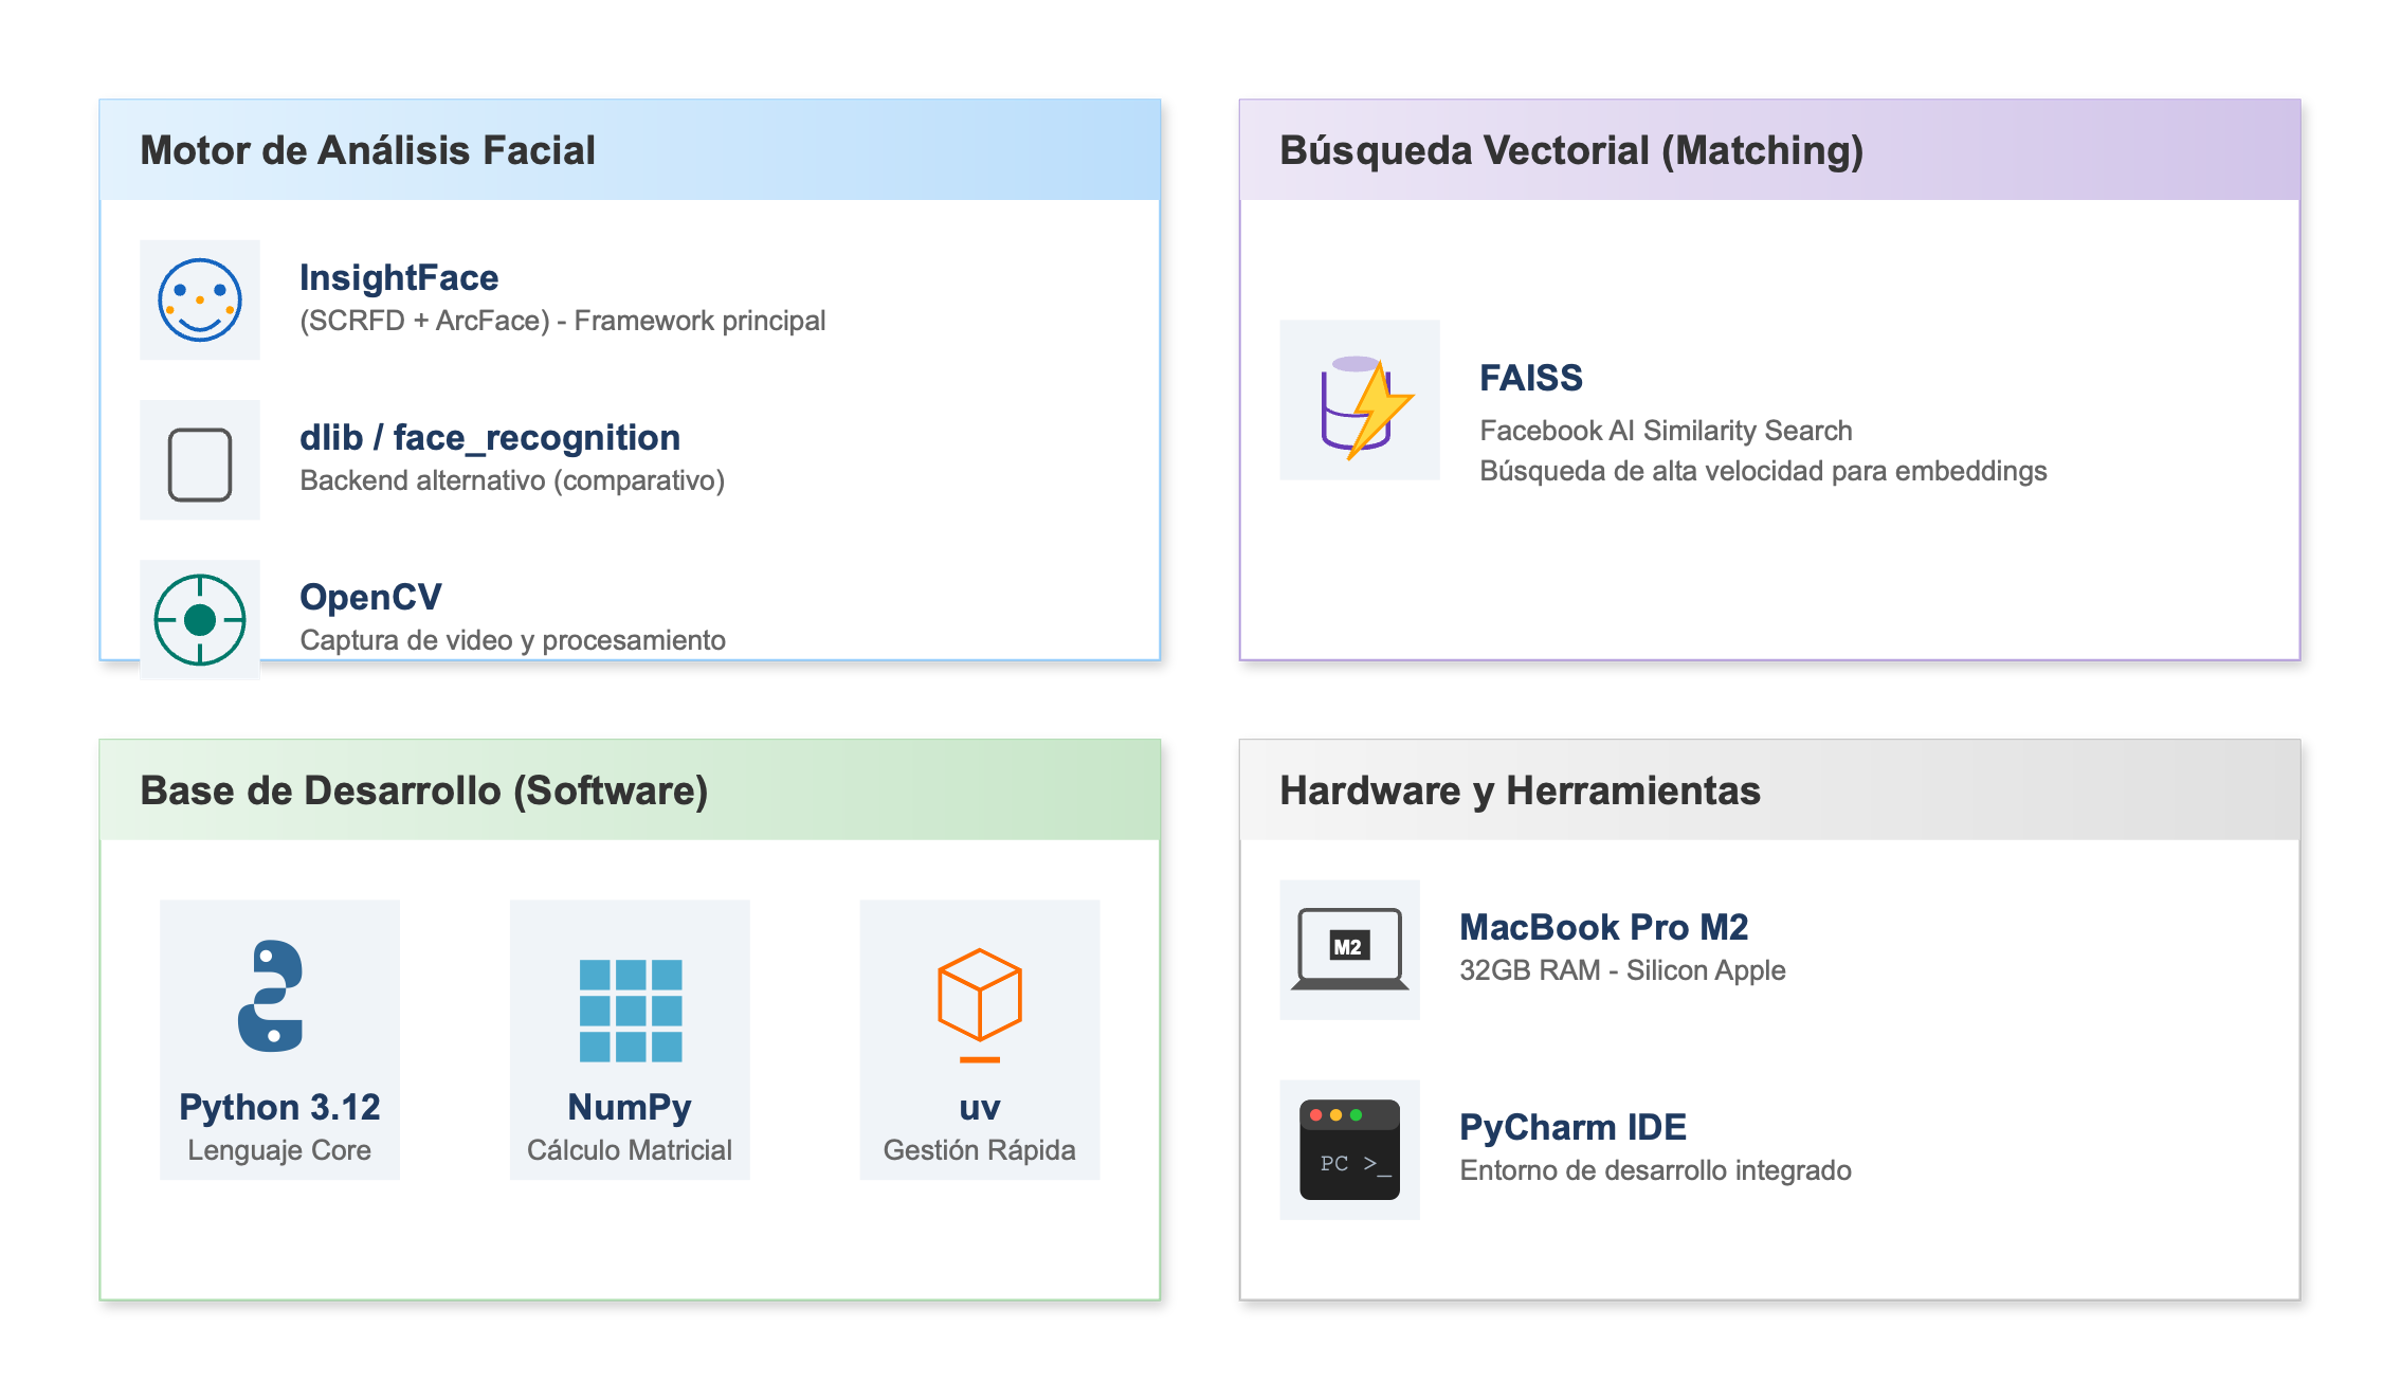 Motor de Análisis Facial
InsightFace
(SCRFD + ArcFace) - Framework principal
dlib / face_recognition
Backend alternativo (comparativo)
OpenCV
Captura de video y procesamiento
Búsqueda Vectorial (Matching)
FAISS
Facebook AI Similarity Search
Búsqueda de alta velocidad para embeddings
Base de Desarrollo (Software)
Python 3.12
Lenguaje Core
NumPy
Cálculo Matricial
uv
Gestión Rápida
Hardware y Herramientas
M2
MacBook Pro M2
32GB RAM - Silicon Apple
PC >_
PyCharm IDE
Entorno de desarrollo integrado